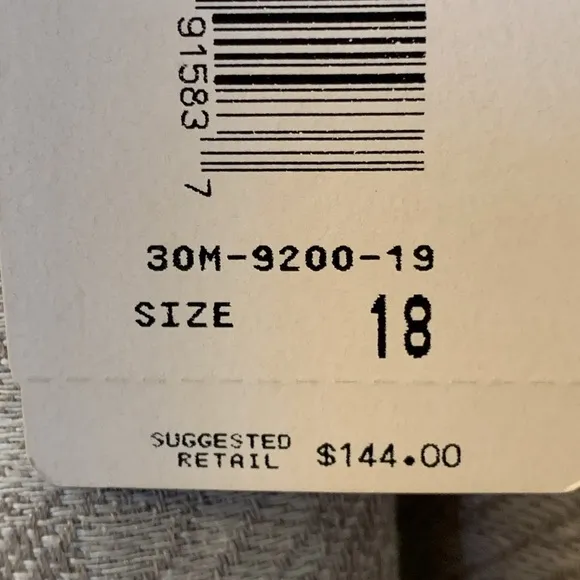 91583
7
30M-9200-19
SIZE 18
SUGGESTED
RETAIL $144.00